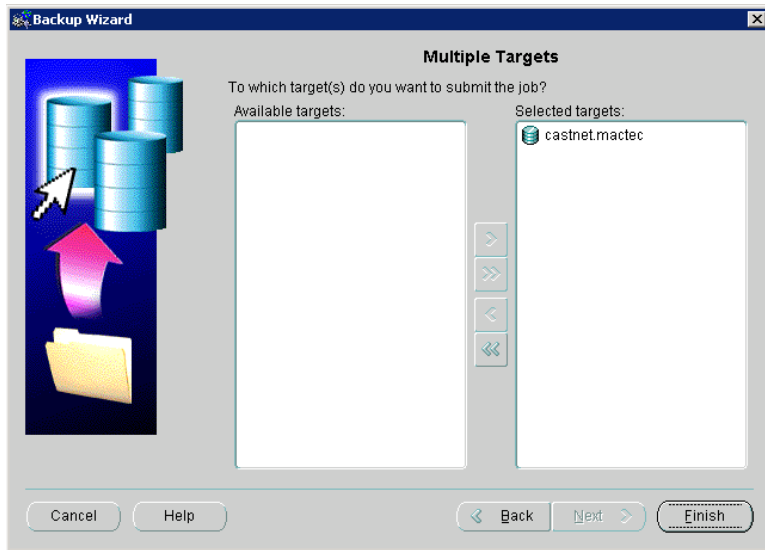 Backup Wizard
Multiple Targets
To which target(s) do you want to submit the job?
Available targets:
Selected targets:
castnet.mactec
Cancel
Help
Back
Next
Finish